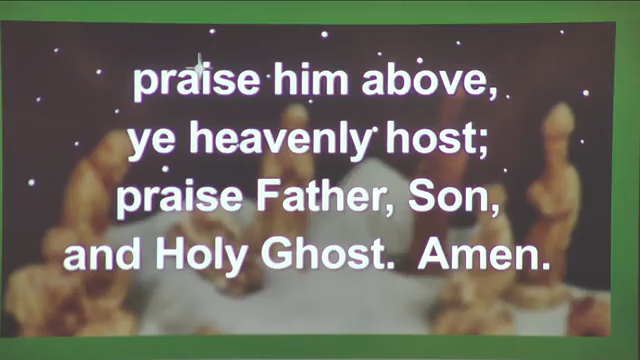 praise him above,
ye heavenly host;
praise Father, Son,
and Holy Ghost.  Amen.